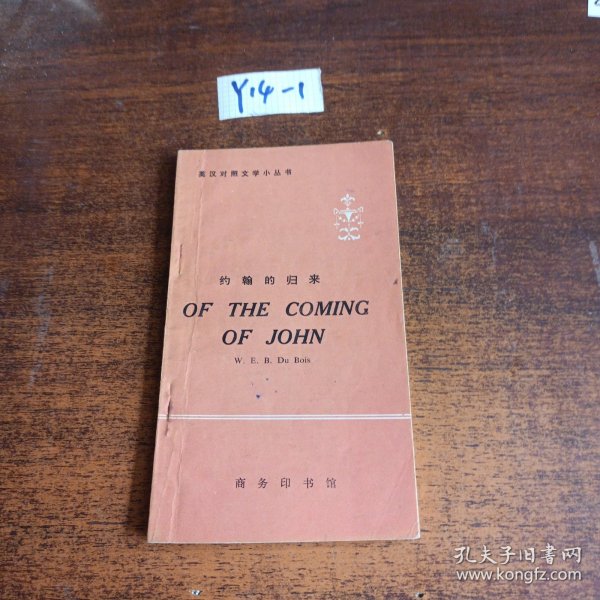 Y14-1
英汉对照文学小丛书
约翰的归来
OF THE COMING
OF JOHN
W. E. B. Du Bois
商务印书馆
孔夫子旧書网
www.kongfz.com